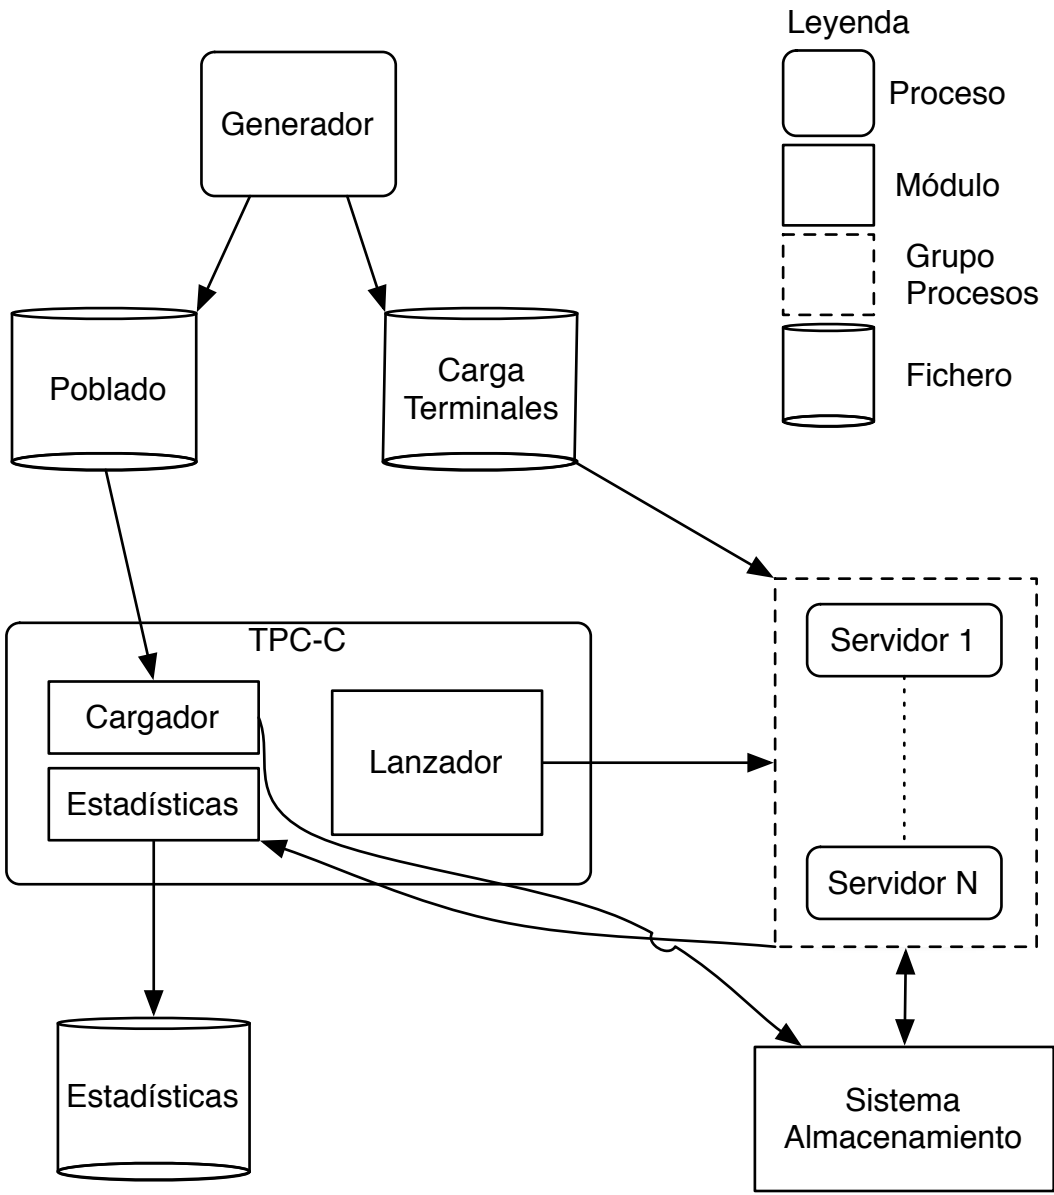 Leyenda
Proceso
Módulo
Grupo
Procesos
Fichero
Generador
Poblado
Carga
Terminales
TPC-C
Cargador
Estadísticas
Lanzador
Servidor 1
Servidor N
Estadísticas
Sistema
Almacenamiento